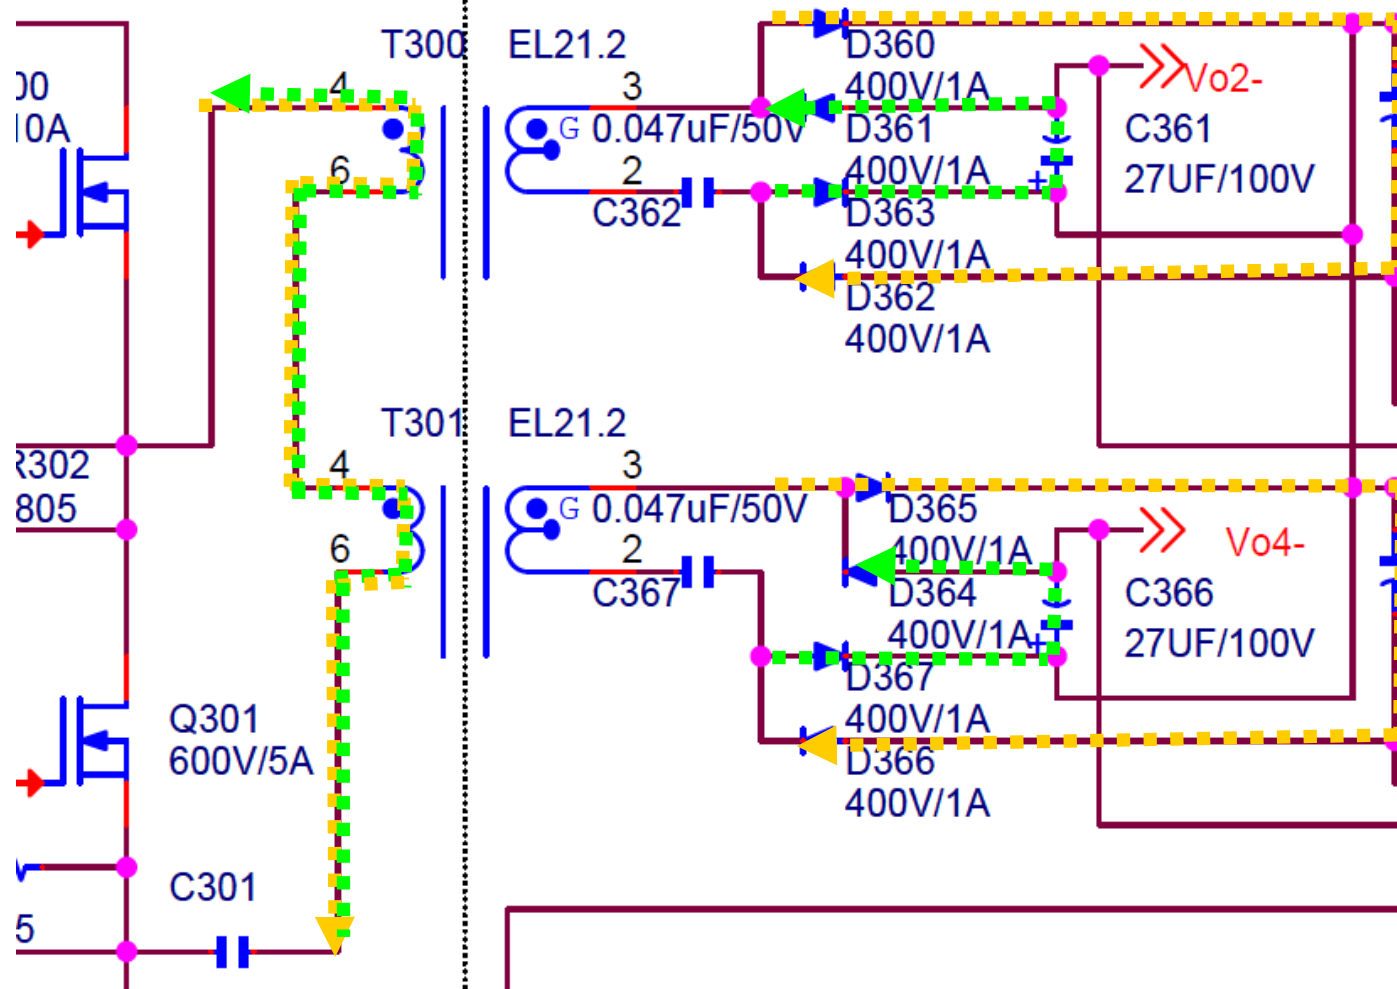 T300
EL21.2
D360
400V/1A
4
3
00
10A
G
0.047uF/50V
D361
400V/1A
Vo2-
C361
27UF/100V
6
2
+
C362
D363
400V/1A
D362
400V/1A
T301
EL21.2
R302
805
4
3
G
0.047uF/50V
D365
400V/1A
Vo4-
6
2
C367
D364
400V/1A
+
C366
27UF/100V
D367
400V/1A
D366
400V/1A
Q301
600V/5A
C301
5